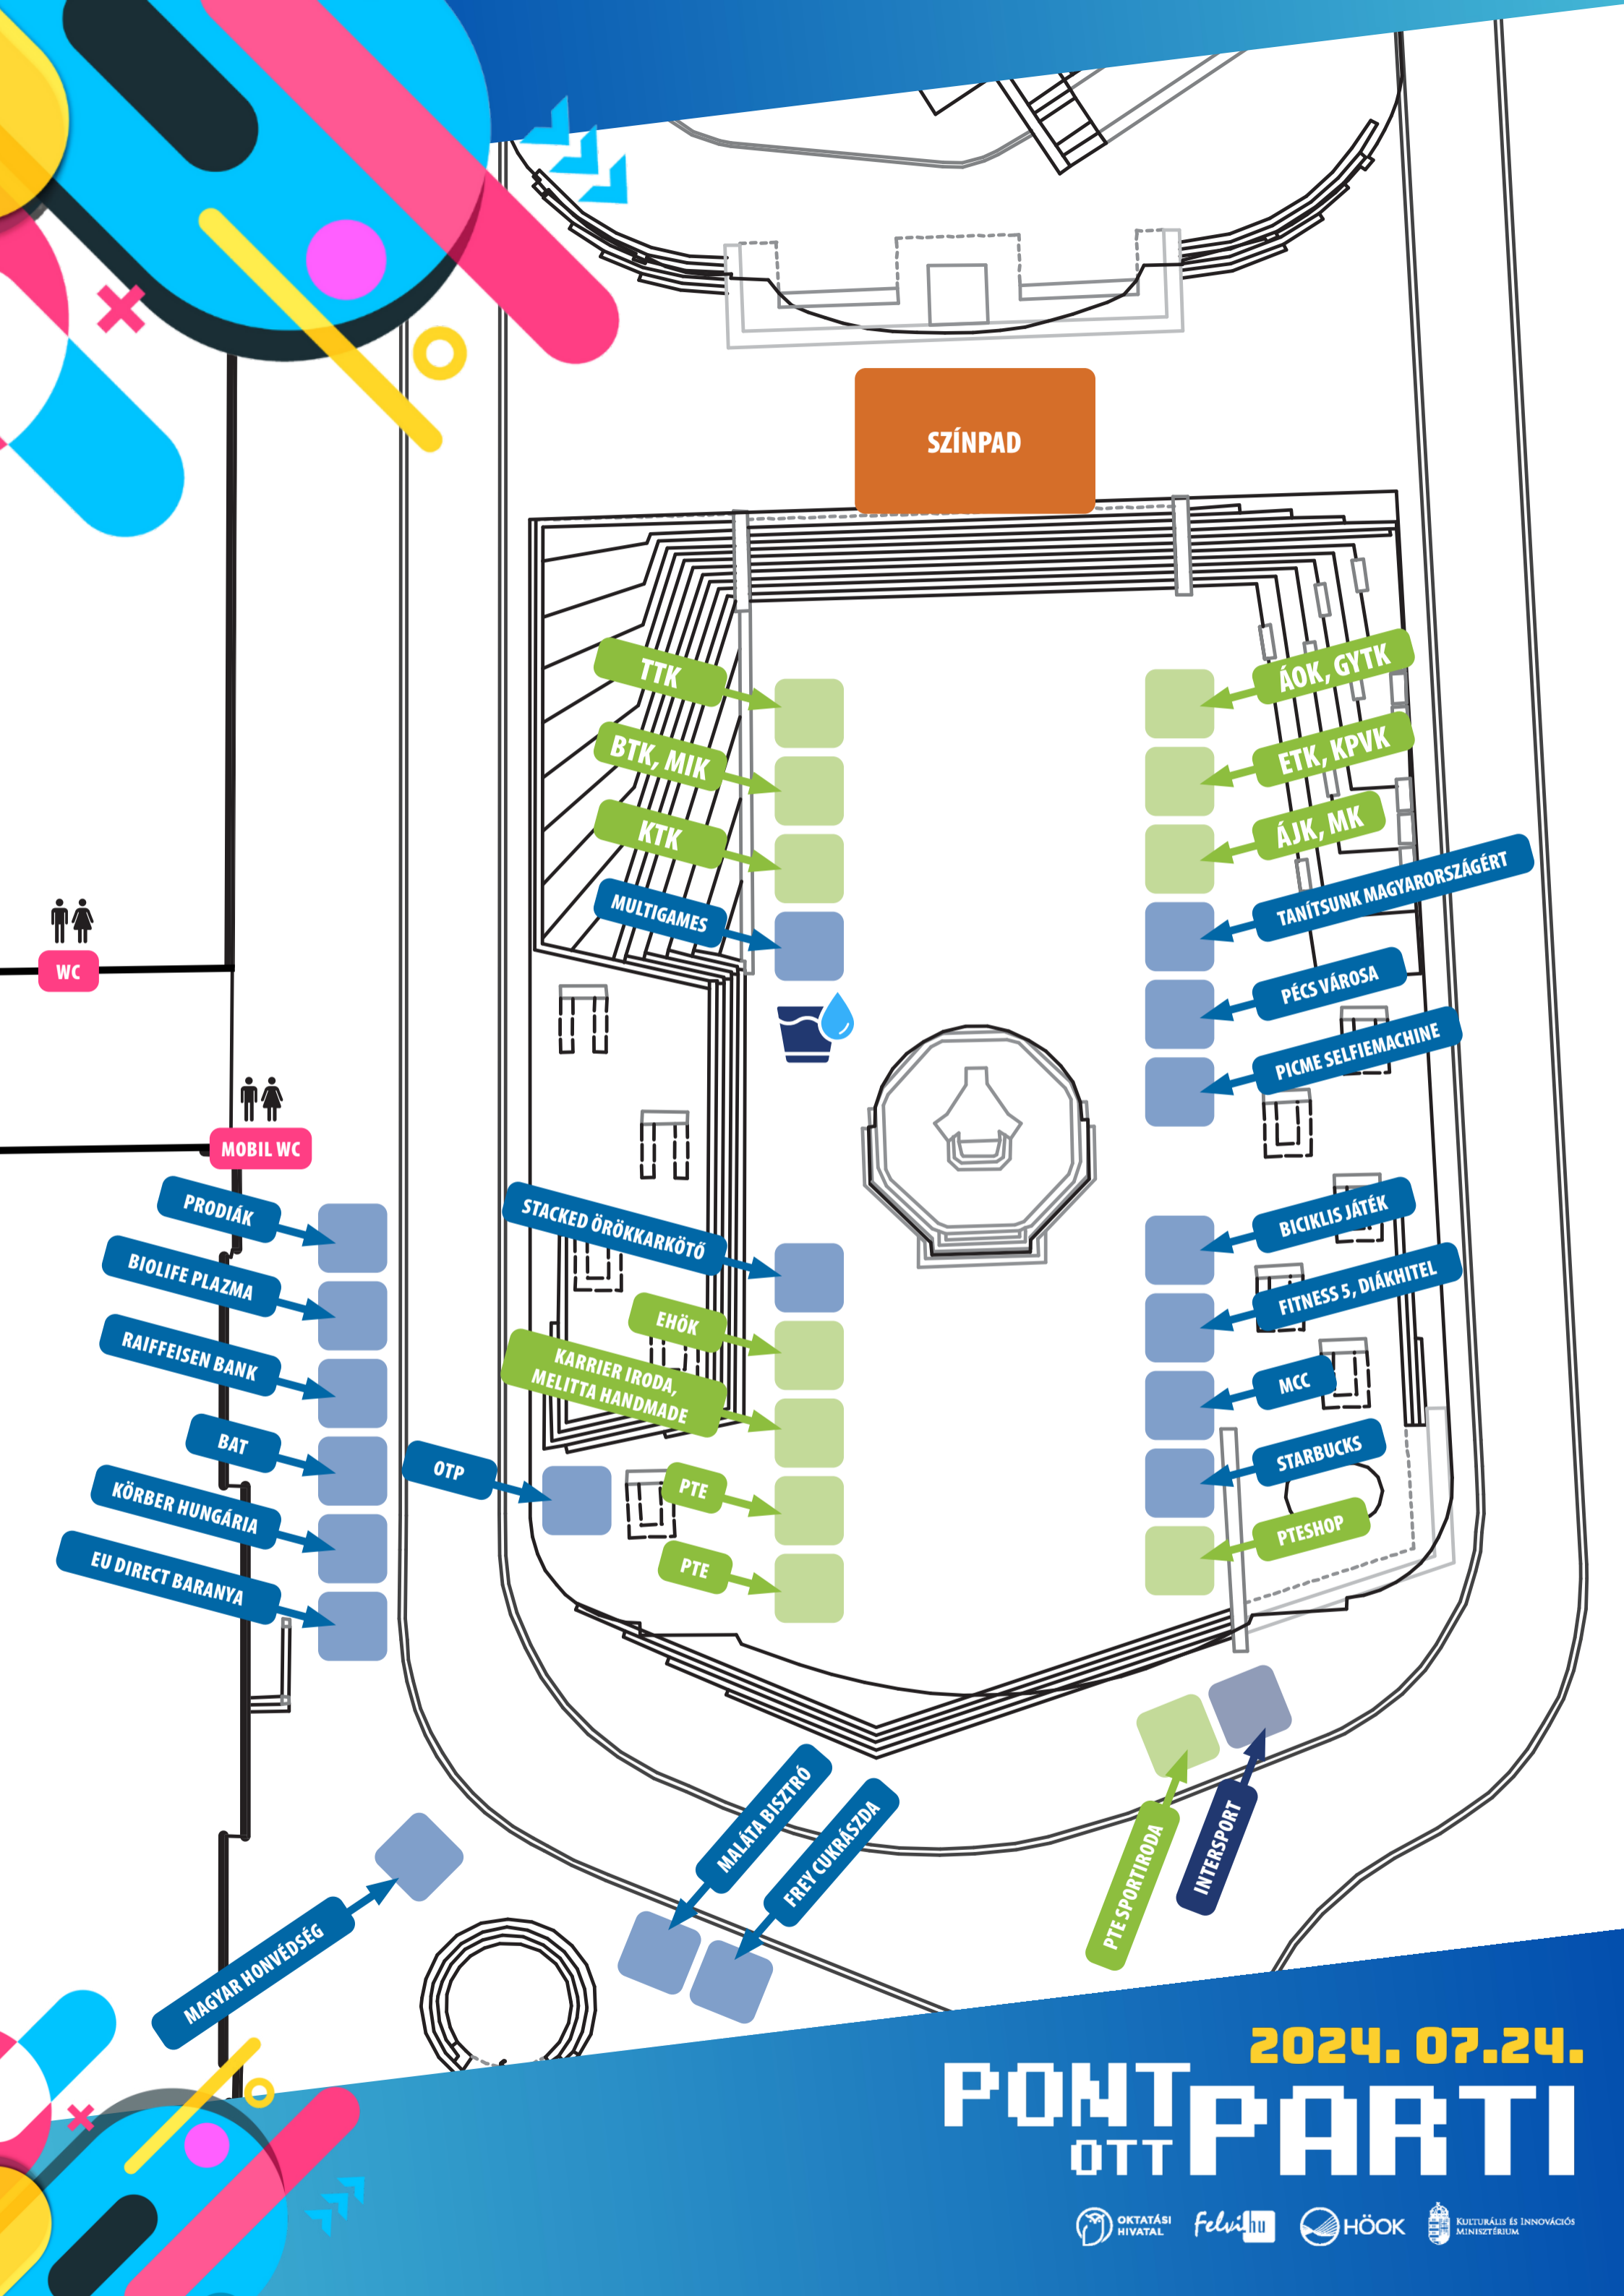 SZÍNPAD
TTK
ÁOK, GYTK
BTK, MIK
ETK, KPVK
KTK
ÁJK, MK
MULTIGAMES
TANÍTSUNK MAGYARORSZÁGÉRT
WC
PÉCS VÁROSA
PICME SELFIEMACHINE
MOBIL WC
PRODIÁK
STACKED ÖRÖKKARKÖTŐ
BICIKLIS JÁTÉK
BIOLIFE PLAZMA
EHÖK
FITNESS 5, DIÁKHITEL
RAIFFEISEN BANK
KARRIER IRODA,
MELITTA HANDMADE
MCC
BAT
OTP
STARBUCKS
KÖRBER HUNGÁRIA
PTE
PTESHOP
EU DIRECT BARANYA
PTE
MALÁTA BISZTRÓ
FREY CUKRÁSZDA
PTE SPORTIRODA
INTERSPORT
MAGYAR HONVÉDSÉG
2024. 07.24.
PONT
OTT
PARTI
OKTATÁSI
HIVATAL
Felvi.hu
HÖOK
KULTURÁLIS ÉS INNOVÁCIÓS
MINISZTÉRIUM